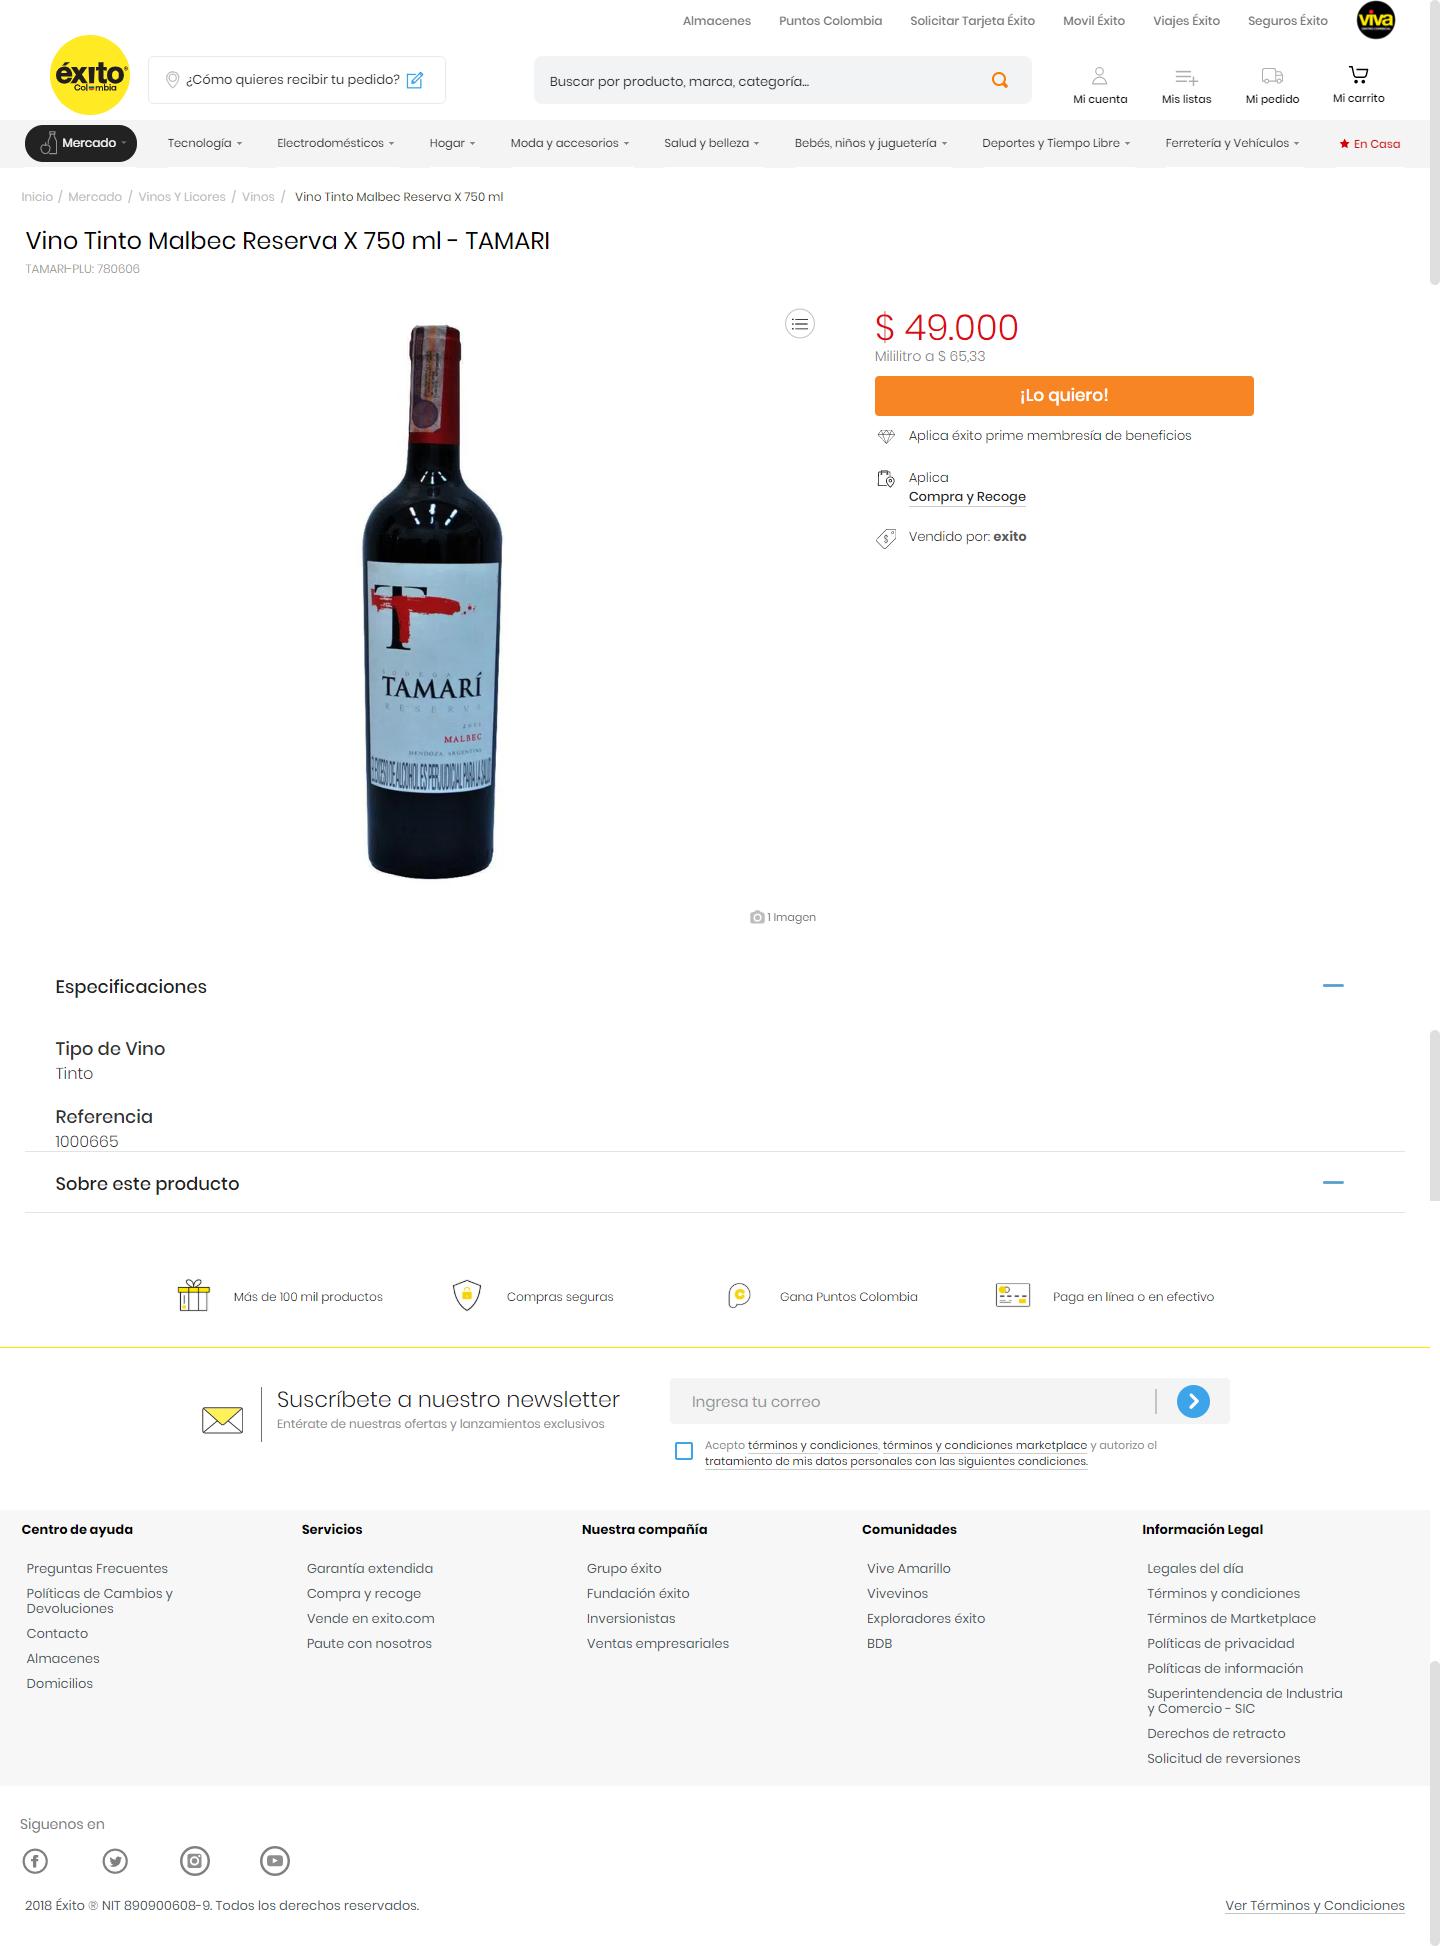 Almacenes Puntos Colombia Solicitar Tarjeta Éxito Movil Éxito Viajes Éxito Seguros Éxito viva
éxito
Colombia
¿Cómo quieres recibir tu pedido?
Buscar por producto, marca, categoría...
Mi cuenta Mis listas Mi pedido Mi carrito
Mercado Tecnología Electrodomésticos Hogar Moda y accesorios Salud y belleza Bebés, niños y juguetería Deportes y Tiempo Libre Ferretería y Vehículos En Casa
Inicio / Mercado / Vinos Y Licores / Vinos / Vino Tinto Malbec Reserva X 750 ml
Vino Tinto Malbec Reserva X 750 ml - TAMARI
TAMARI-PLU: 780606
T
BODEGA
TAMARÍ
RESERVA
MALBEC
MENDOZA, ARGENTINA
EL EXCESO DE ALCOHOL ES PERJUDICIAL PARA LA SALUD
1 Imagen
$ 49.000
Mililitro a $ 65,33
¡Lo quiero!
Aplica éxito prime membresía de beneficios
Aplica
Compra y Recoge
Vendido por: exito
Especificaciones
Tipo de Vino
Tinto
Referencia
1000665
Sobre este producto
Más de 100 mil productos Compras seguras Gana Puntos Colombia Paga en línea o en efectivo
Suscríbete a nuestro newsletter
Entérate de nuestras ofertas y lanzamientos exclusivos
Ingresa tu correo
Acepto términos y condiciones, términos y condiciones marketplace y autorizo el
tratamiento de mis datos personales con las siguientes condiciones.
Centro de ayuda
Preguntas Frecuentes
Políticas de Cambios y
Devoluciones
Contacto
Almacenes
Domicilios
Servicios
Garantía extendida
Compra y recoge
Vende en exito.com
Paute con nosotros
Nuestra compañía
Grupo éxito
Fundación éxito
Inversionistas
Ventas empresariales
Comunidades
Vive Amarillo
Vivevinos
Exploradores éxito
BDB
Información Legal
Legales del día
Términos y condiciones
Términos de Martketplace
Políticas de privacidad
Políticas de información
Superintendencia de Industria
y Comercio - SIC
Derechos de retracto
Solicitud de reversiones
Siguenos en
2018 Éxito ® NIT 890900608-9. Todos los derechos reservados.
Ver Términos y Condiciones